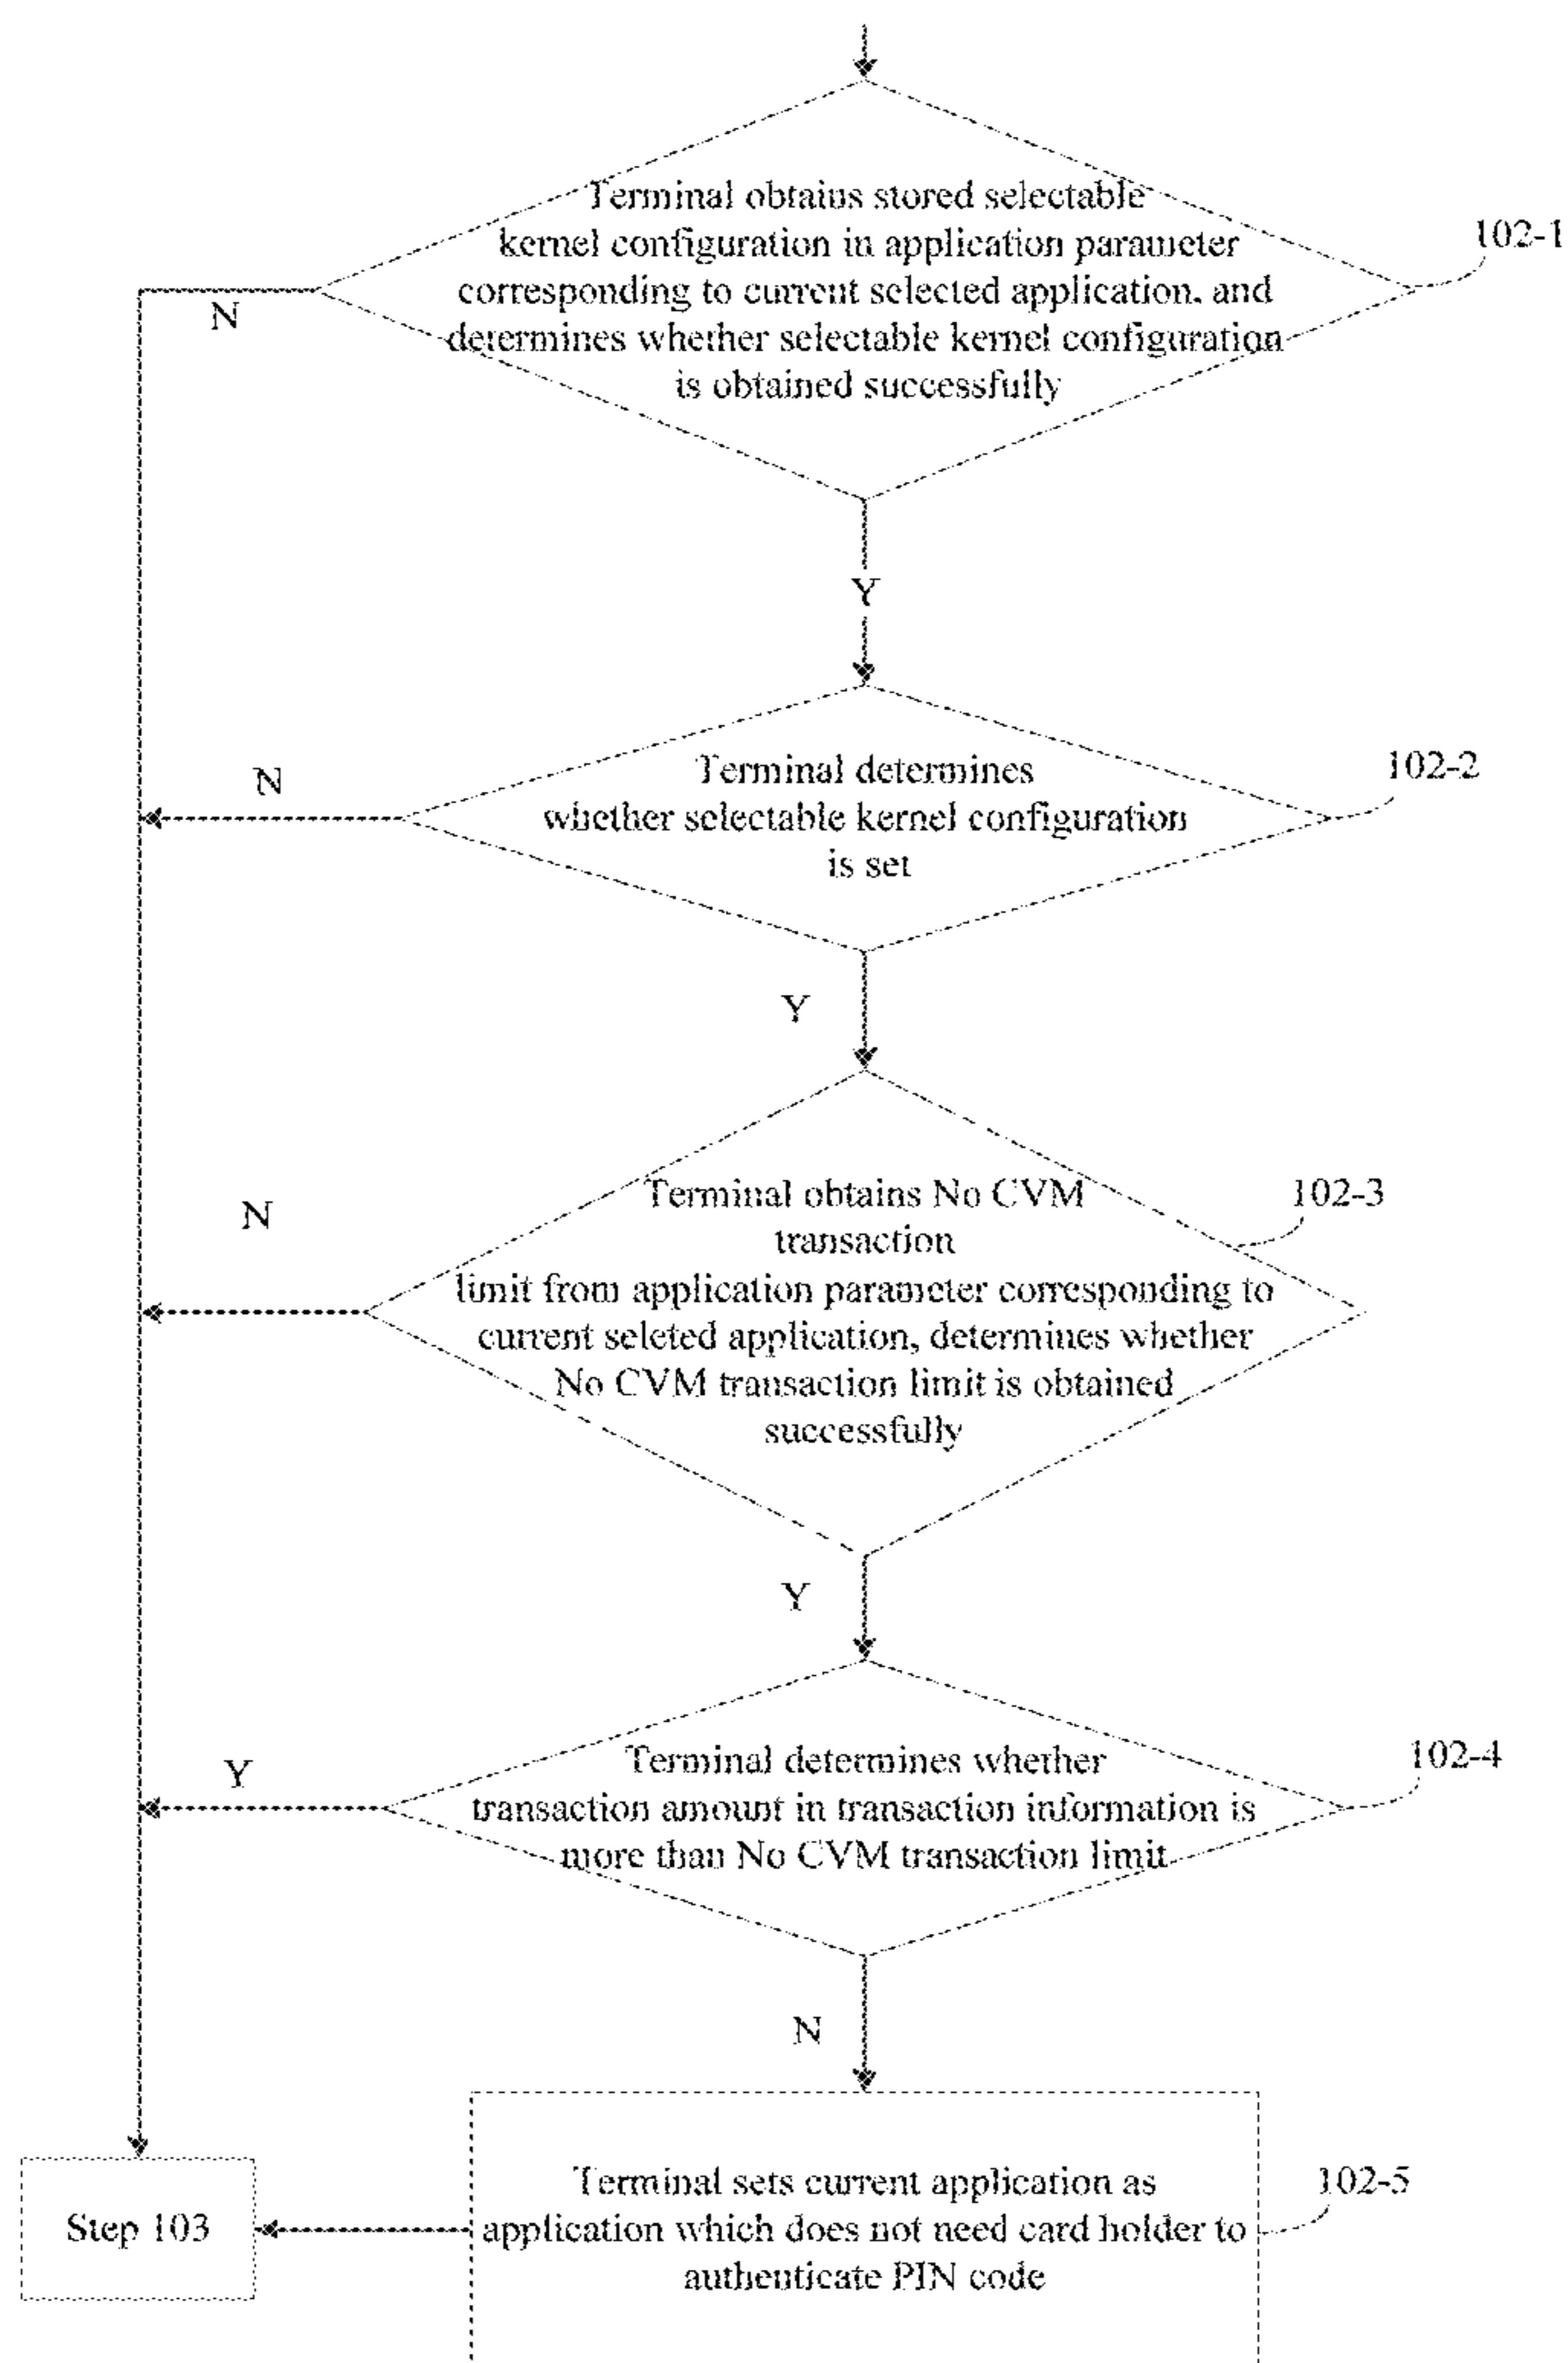 Terminal obtains stored selectable
kernel configuration in application parameter
corresponding to current selected application, and
determines whether selectable kernel configuration
is obtained successfully
102-1
N
Y
Terminal determines
whether selectable kernel configuration
is set
102-2
N
Y
Terminal obtains No CVM
transaction
limit from application parameter corresponding to
current seleted application, determines whether
No CVM transaction limit is obtained
successfully
102-3
N
Y
Terminal determines whether
transaction amount in transaction information is
more than No CVM transaction limit
102-4
Y
N
Terminal sets current application as
application which does not need card holder to
authenticate PIN code
102-5
Step 103